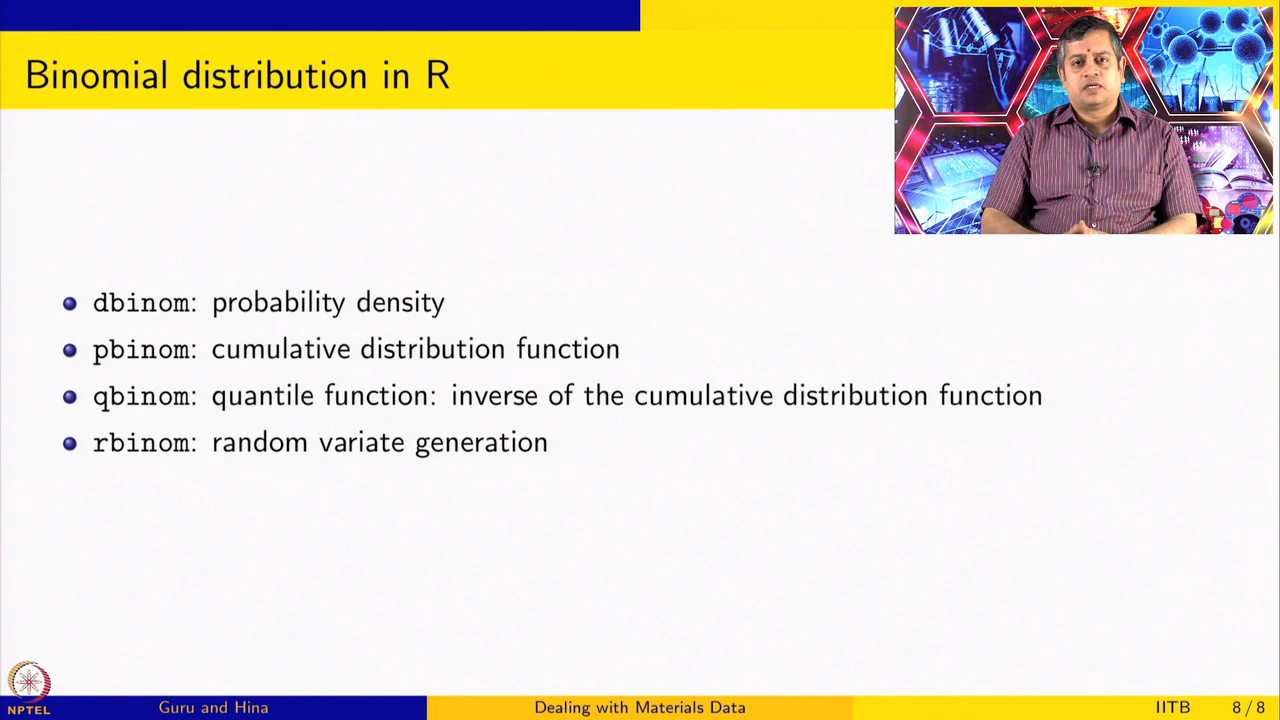 Binomial distribution in R
dbinom: probability density
pbinom: cumulative distribution function
qbinom: quantile function: inverse of the cumulative distribution function
rbinom: random variate generation
NPTEL
Guru and Hina
Dealing with Materials Data
IITB
8 / 8